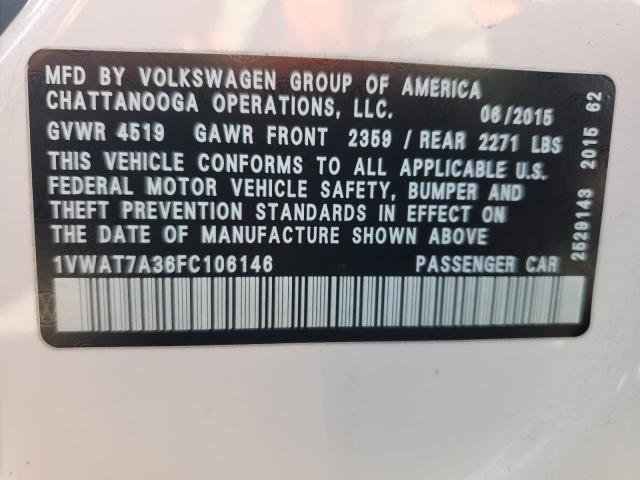 MFD BY VOLKSWAGEN GROUP OF AMERICA
CHATTANOOGA OPERATIONS, LLC. 06/2015
GVWR 4519 GAWR FRONT 2359 / REAR 2271 LBS
THIS VEHICLE CONFORMS TO ALL APPLICABLE U.S.
FEDERAL MOTOR VEHICLE SAFETY, BUMPER AND
THEFT PREVENTION STANDARDS IN EFFECT ON
THE DATE OF MANUFACTURE SHOWN ABOVE
1VWAT7A36FC106146 PASSENGER CAR
2529143 2015 62